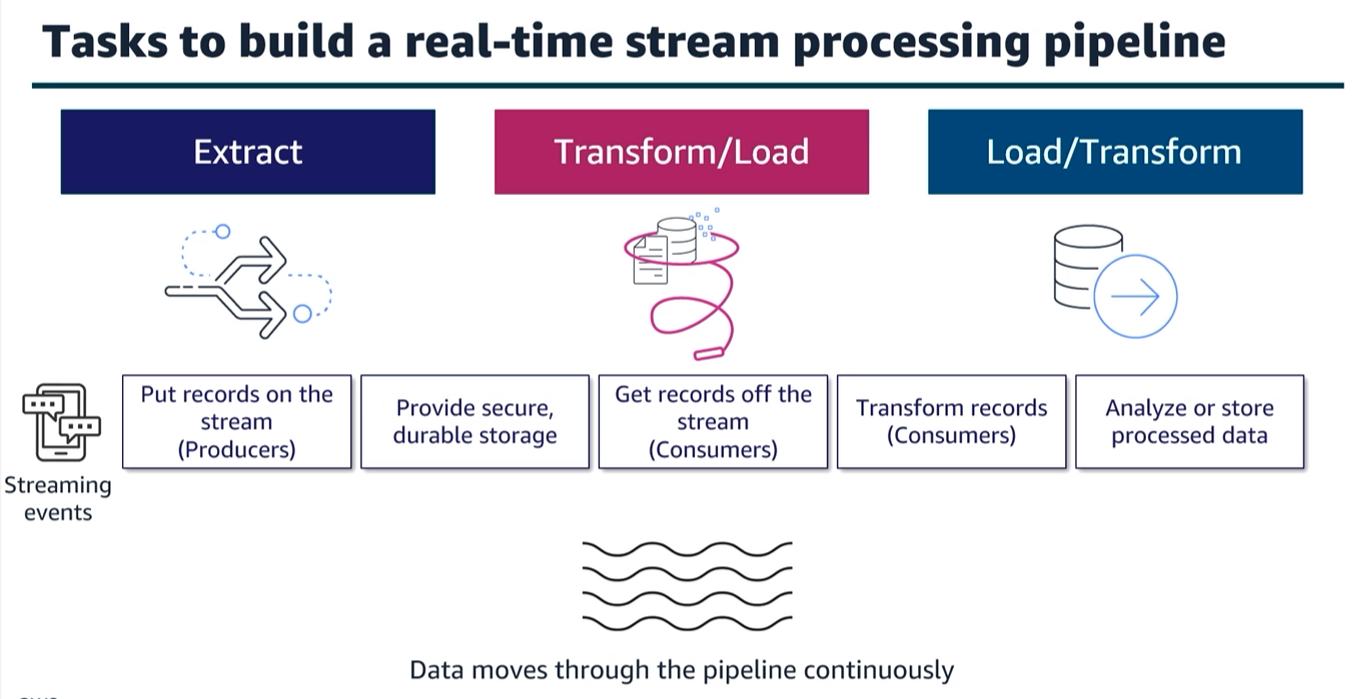 Tasks to build a real-time stream processing pipeline
Extract
Transform/Load
Load/Transform
Put records on the
stream
(Producers)
Provide secure,
durable storage
Get records off the
stream
(Consumers)
Transform records
(Consumers)
Analyze or store
processed data
Streaming
events
Data moves through the pipeline continuously